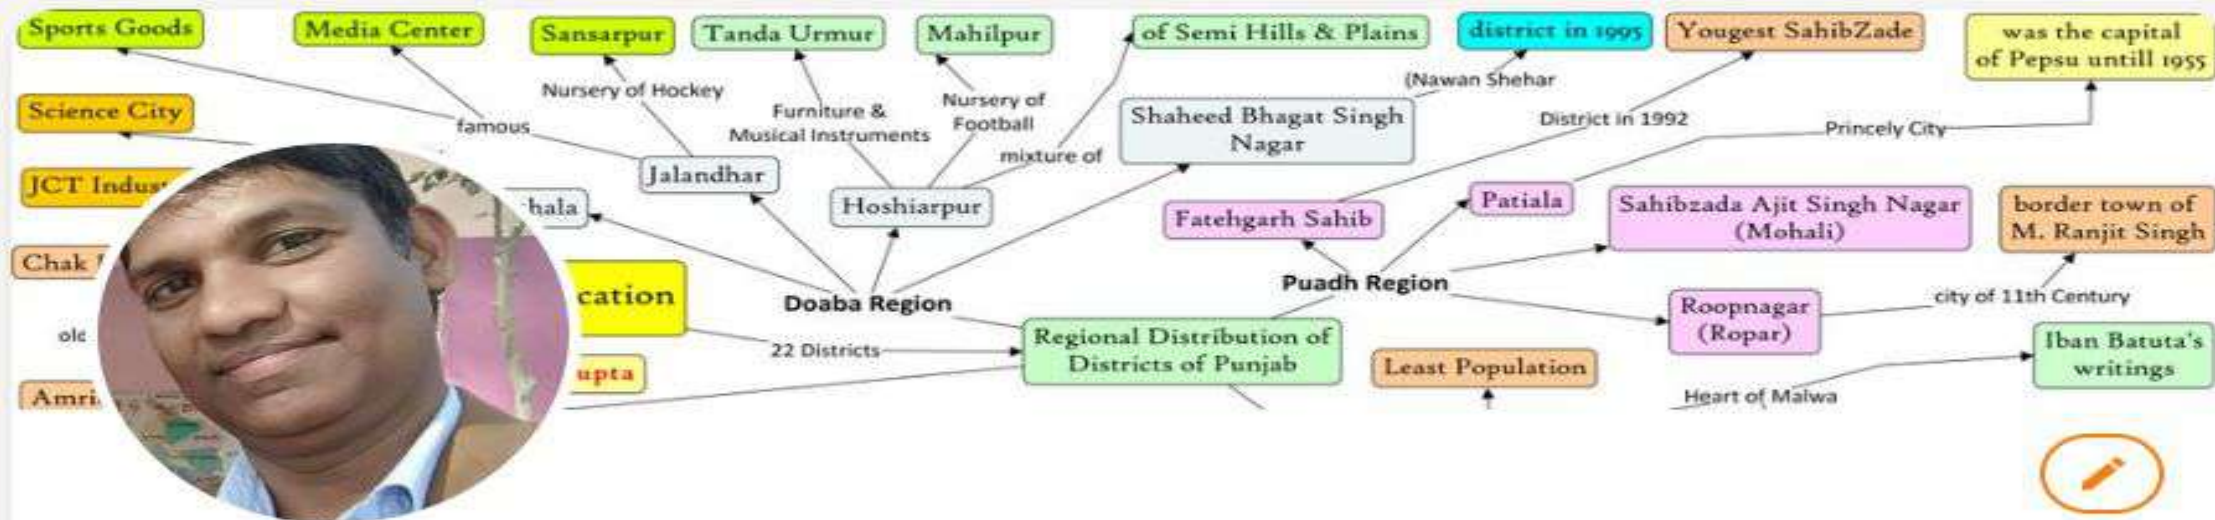 Sports Goods
Media Center
Sansarpur
Tanda Urmur
Mahilpur
of Semi Hills & Plains
district in 1995
Yougest SahibZade
was the capital
of Pepsu untill 1955
Science City
famous
Nursery of Hockey
Furniture &
Musical Instruments
Nursery of
Football
mixture of
Shaheed Bhagat Singh
Nagar
(Nawan Shehar
District in 1992
Princely City
JCT
Jalandhar
Hoshiarpur
Fatehgarh Sahib
Patiala
Sahibzada Ajit Singh Nagar
(Mohali)
border town of
M. Ranjit Singh
Chak
Doaba Region
Puadh Region
Roopnagar
(Ropar)
city of 11th Century
22 Districts
Regional Distribution of
Districts of Punjab
Least Population
Iban Batuta's
writings
Heart of Malwa